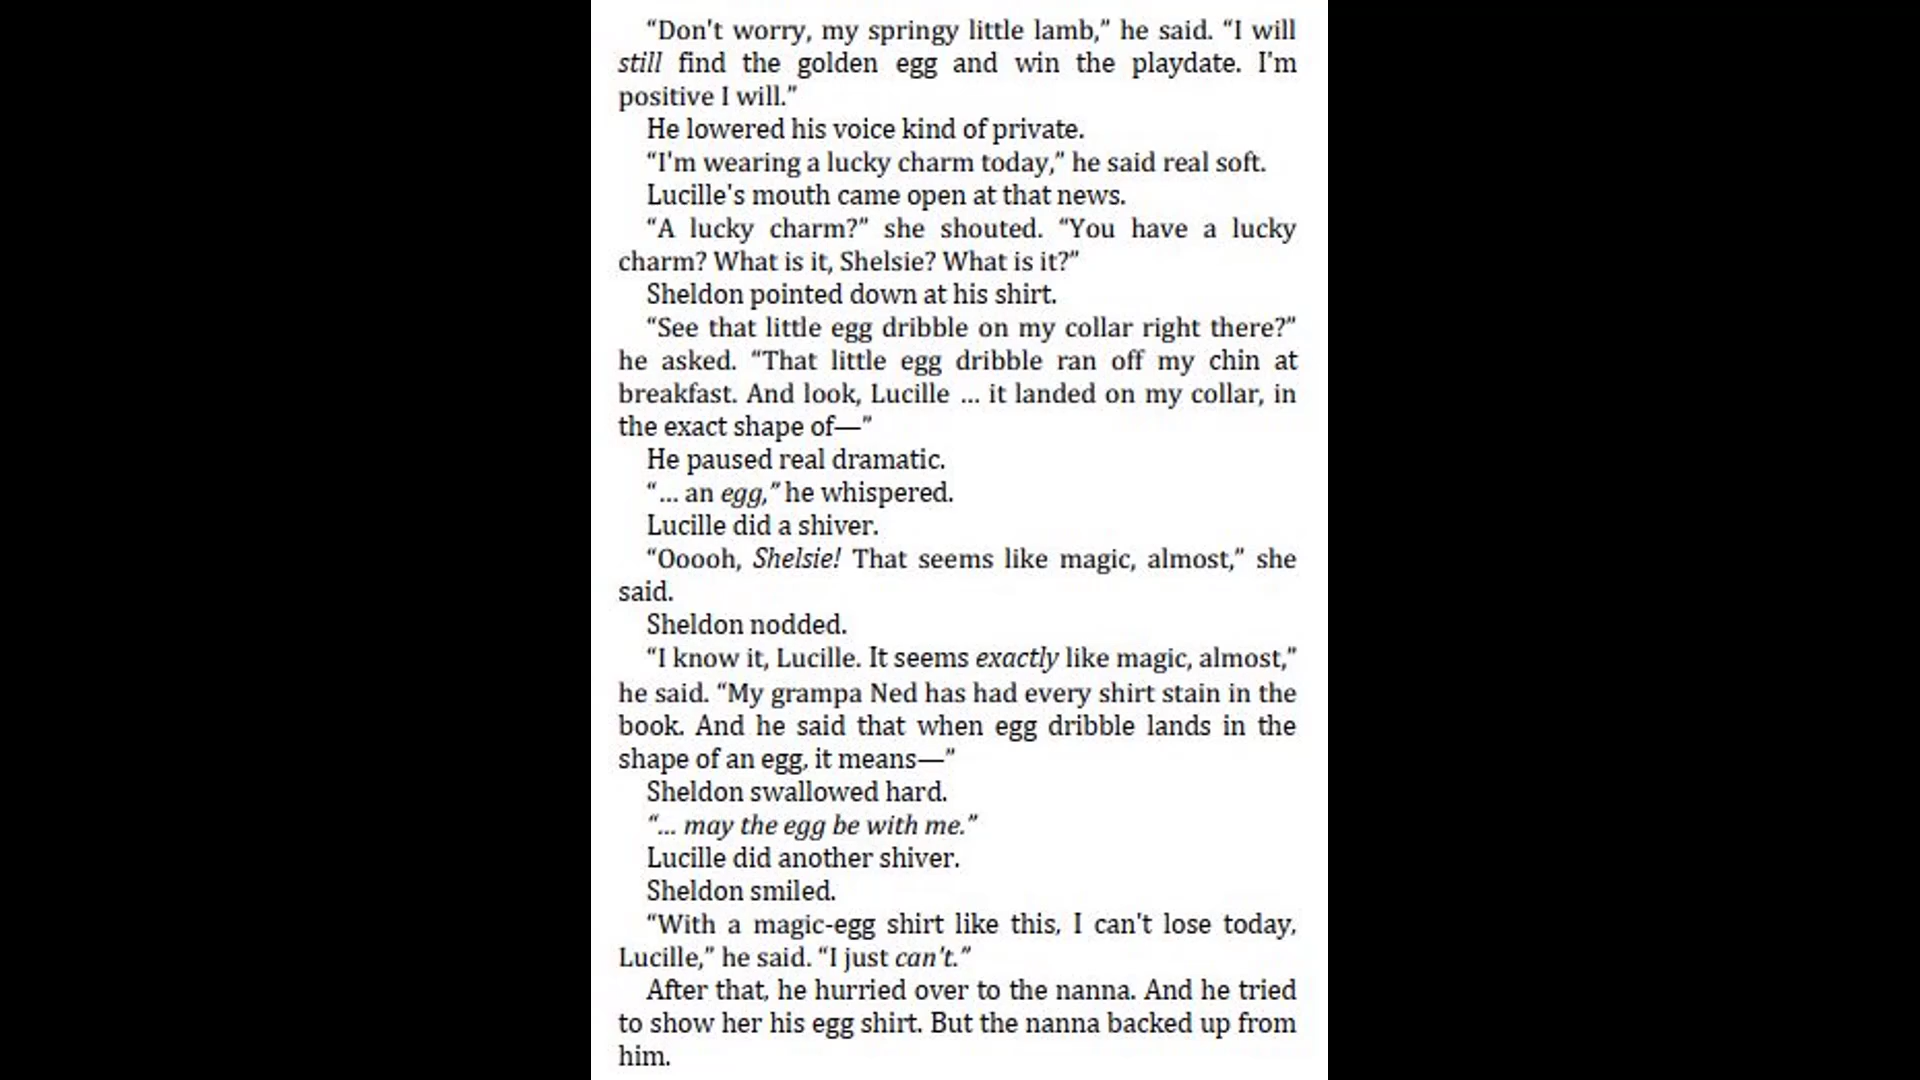 “Don't worry, my springy little lamb,” he said. “I will
still find the golden egg and win the playdate. I'm
positive I will.”
He lowered his voice kind of private.
“I'm wearing a lucky charm today,” he said real soft.
Lucille's mouth came open at that news.
“A lucky charm?” she shouted. “You have a lucky
charm? What is it, Shelsie? What is it?”
Sheldon pointed down at his shirt.
“See that little egg dribble on my collar right there?”
he asked. “That little egg dribble ran off my chin at
breakfast. And look, Lucille ... it landed on my collar, in
the exact shape of—”
He paused real dramatic.
“... an egg,” he whispered.
Lucille did a shiver.
“Ooooh, Shelsie! That seems like magic, almost,” she
said.
Sheldon nodded.
“I know it, Lucille. It seems exactly like magic, almost,”
he said. “My grampa Ned has had every shirt stain in the
book. And he said that when egg dribble lands in the
shape of an egg, it means—”
Sheldon swallowed hard.
“... may the egg be with me.”
Lucille did another shiver.
Sheldon smiled.
“With a magic-egg shirt like this, I can't lose today,
Lucille,” he said. “I just can't.”
After that, he hurried over to the nanna. And he tried
to show her his egg shirt. But the nanna backed up from
him.